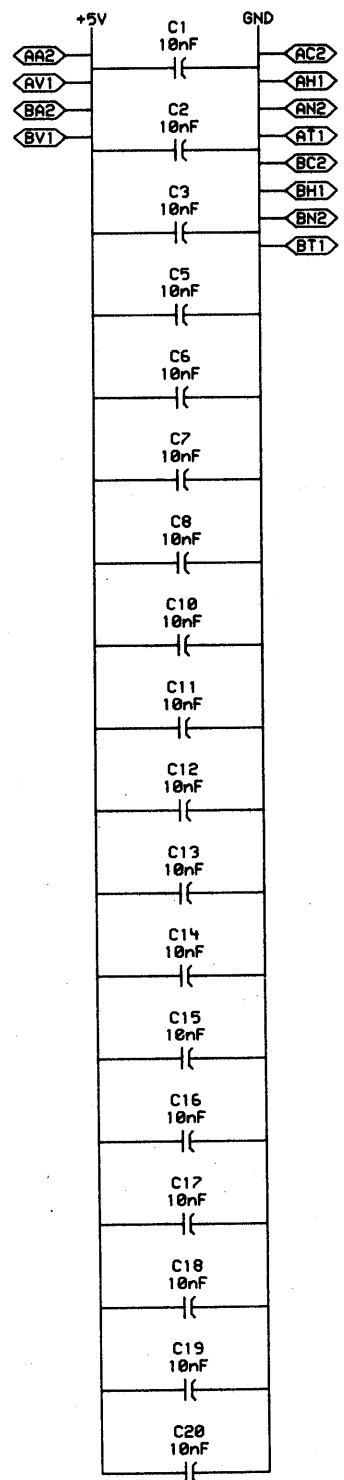 +5V GND
C1
10nF
AA2 AC2
AV1 AH1
BA2 AN2
C2
10nF
BV1 AT1
BC2
C3
10nF
BH1
BN2
BT1
C5
10nF
C6
10nF
C7
10nF
C8
10nF
C10
10nF
C11
10nF
C12
10nF
C13
10nF
C14
10nF
C15
10nF
C16
10nF
C17
10nF
C18
10nF
C19
10nF
C20
10nF